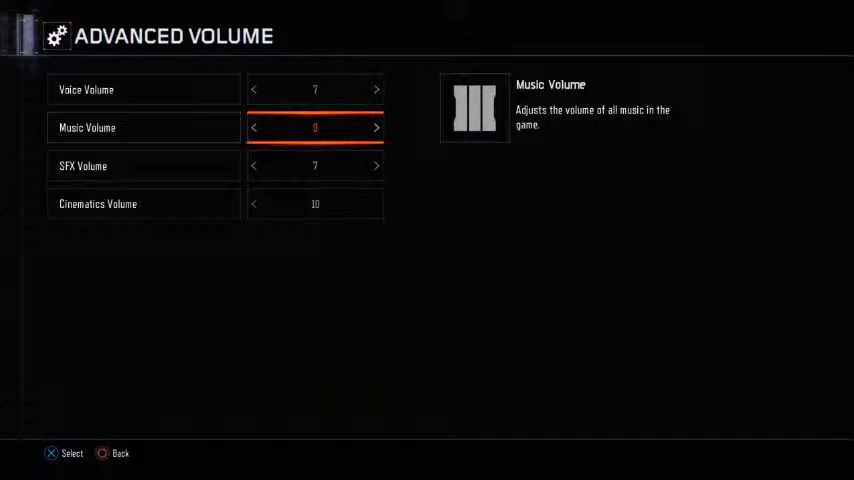 ADVANCED VOLUME
Voice Volume < 7 >
Music Volume < 9 >
SFX Volume < 7 >
Cinematics Volume < 10
Music Volume
Adjusts the volume of all music in the
game.
Select Back